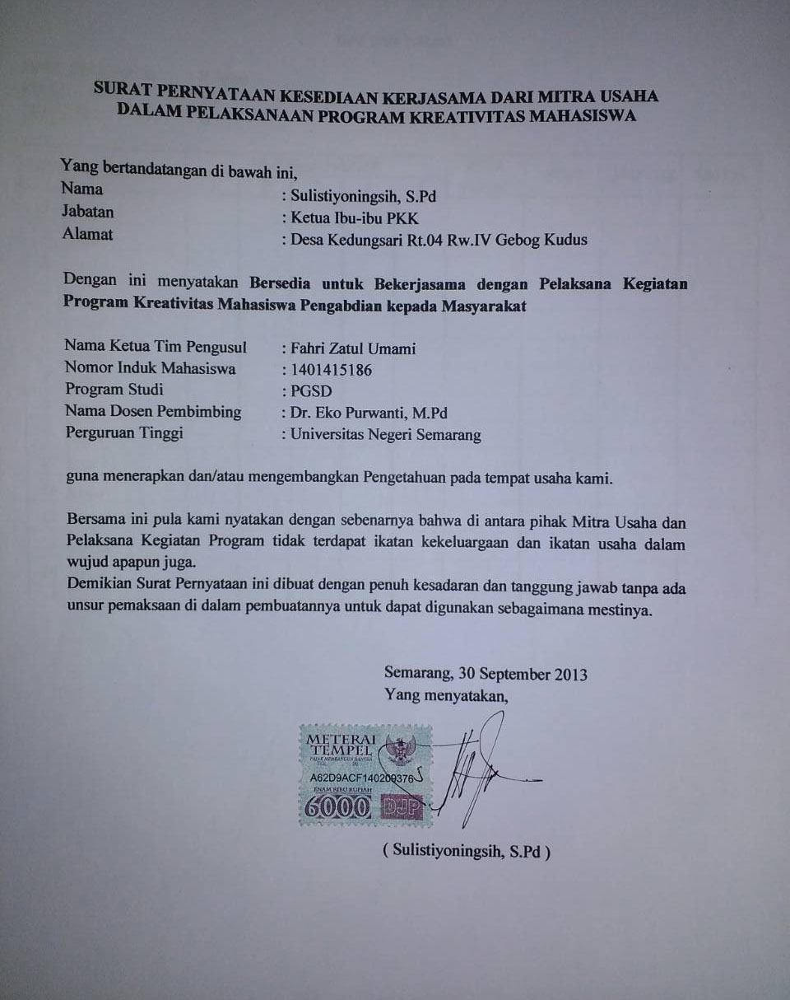 SURAT PERNYATAAN KESEDIAAN KERJASAMA DARI MITRA USAHA
DALAM PELAKSANAAN PROGRAM KREATIVITAS MAHASISWA
Yang bertandatangan di bawah ini,
Nama : Sulistiyoningsih, S.Pd
Jabatan : Ketua Ibu-ibu PKK
Alamat : Desa Kedungsari Rt.04 Rw.IV Gebog Kudus
Dengan ini menyatakan Bersedia untuk Bekerjasama dengan Pelaksana Kegiatan
Program Kreativitas Mahasiswa Pengabdian kepada Masyarakat
Nama Ketua Tim Pengusul : Fahri Zatul Umami
Nomor Induk Mahasiswa : 1401415186
Program Studi : PGSD
Nama Dosen Pembimbing : Dr. Eko Purwanti, M.Pd
Perguruan Tinggi : Universitas Negeri Semarang
guna menerapkan dan/atau mengembangkan Pengetahuan pada tempat usaha kami.
Bersama ini pula kami nyatakan dengan sebenarnya bahwa di antara pihak Mitra Usaha dan
Pelaksana Kegiatan Program tidak terdapat ikatan kekeluargaan dan ikatan usaha dalam
wujud apapun juga.
Demikian Surat Pernyataan ini dibuat dengan penuh kesadaran dan tanggung jawab tanpa ada
unsur pemaksaan di dalam pembuatannya untuk dapat digunakan sebagaimana mestinya.
Semarang, 30 September 2013
Yang menyatakan,
METERAI
TEMPEL
PAJAK MEMBANGUN BANGSA
TGL. 20
A62D9ACF140209376
ENAM RIBU RUPIAH
6000 DJP
( Sulistiyoningsih, S.Pd )